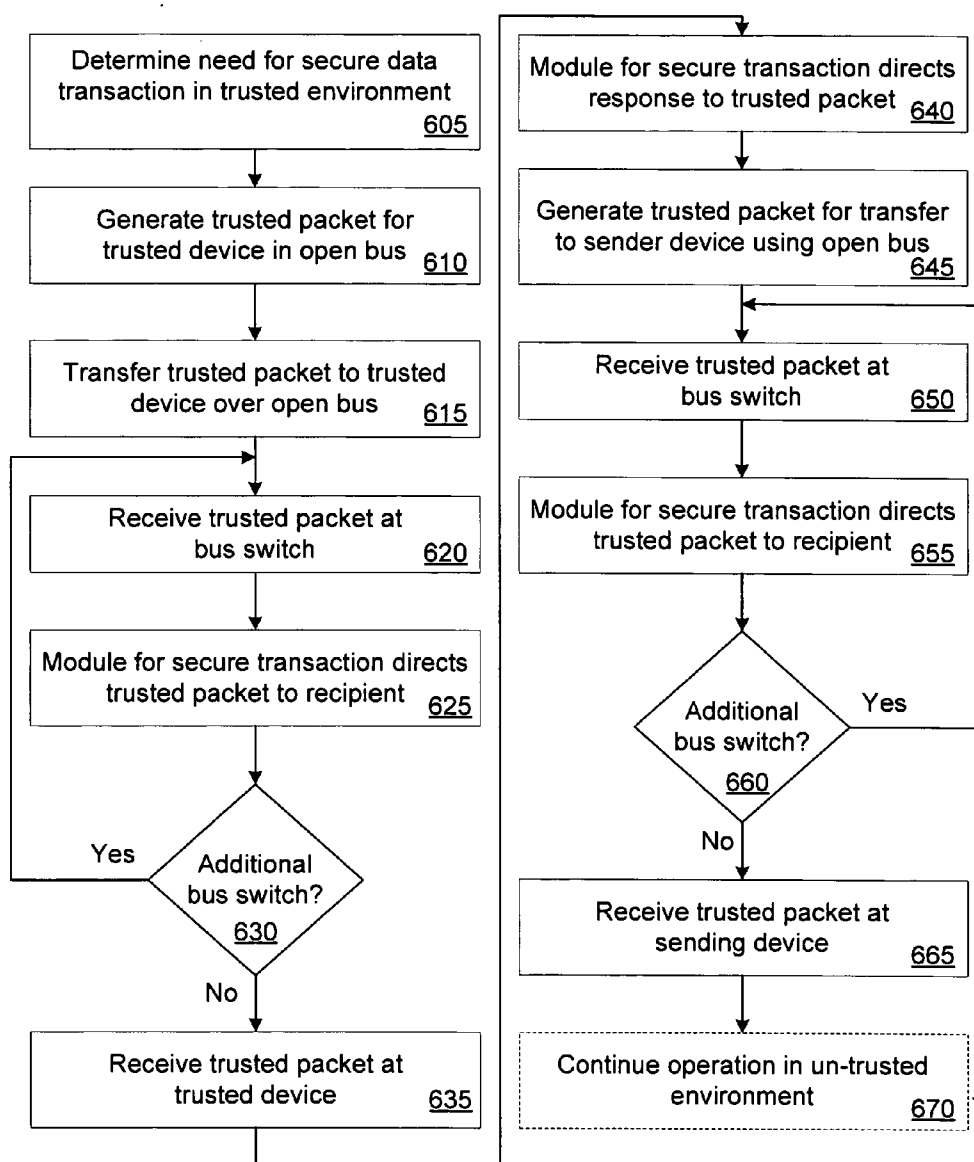 Determine need for secure data
transaction in trusted environment
605
Generate trusted packet for
trusted device in open bus
610
Transfer trusted packet to trusted
device over open bus
615
Receive trusted packet at
bus switch
620
Module for secure transaction directs
trusted packet to recipient
625
Additional
bus switch?
630
Yes
No
Receive trusted packet at
trusted device
635
Module for secure transaction directs
response to trusted packet
640
Generate trusted packet for transfer
to sender device using open bus
645
Receive trusted packet at
bus switch
650
Module for secure transaction directs
trusted packet to recipient
655
Additional
bus switch?
660
Yes
No
Receive trusted packet at
sending device
665
Continue operation in un-trusted
environment
670